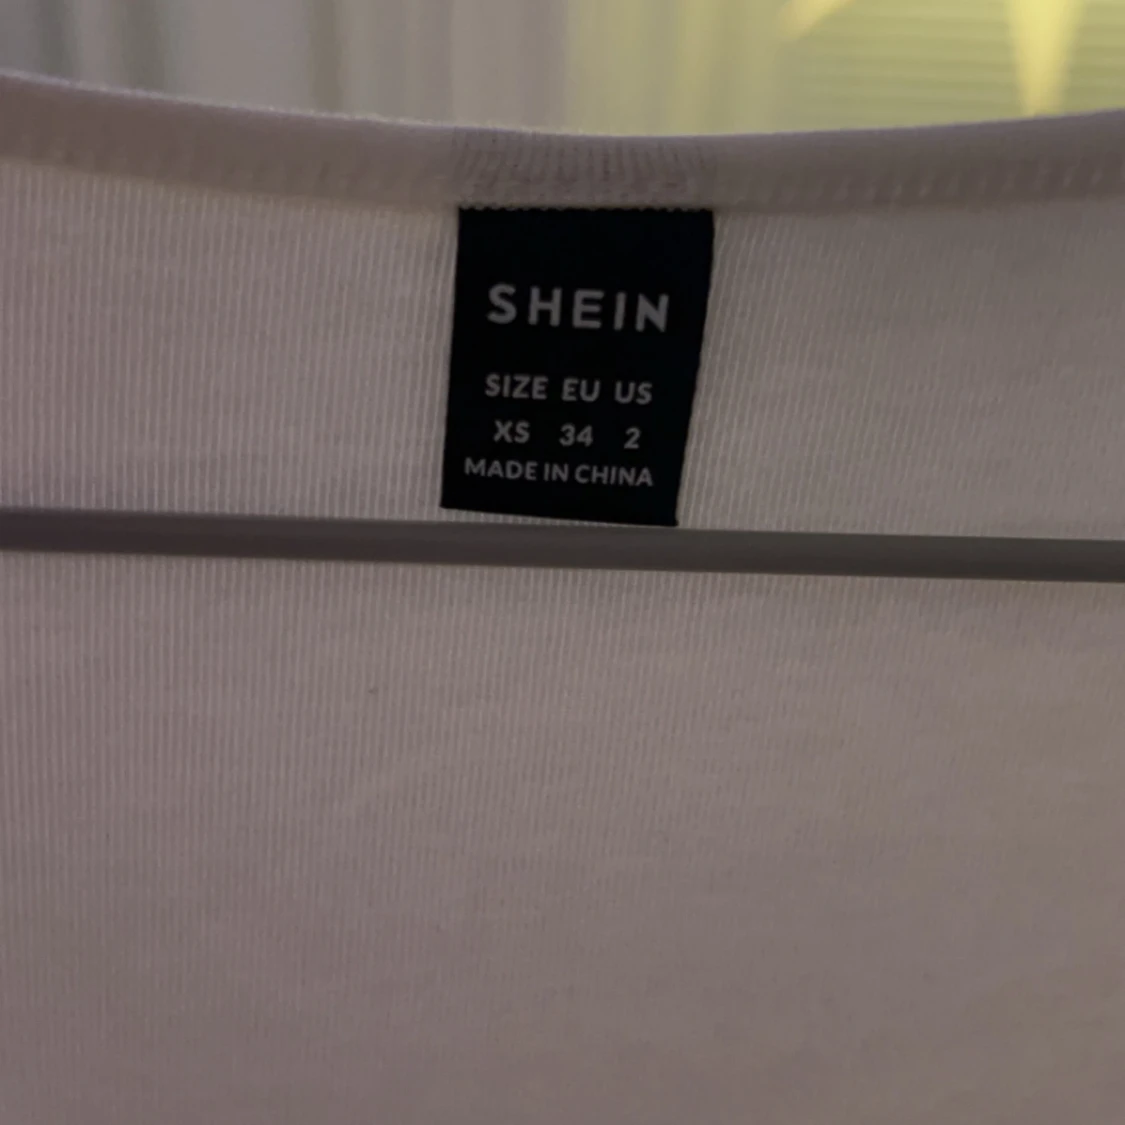 SHEIN
SIZE EU US
XS 34 2
MADE IN CHINA